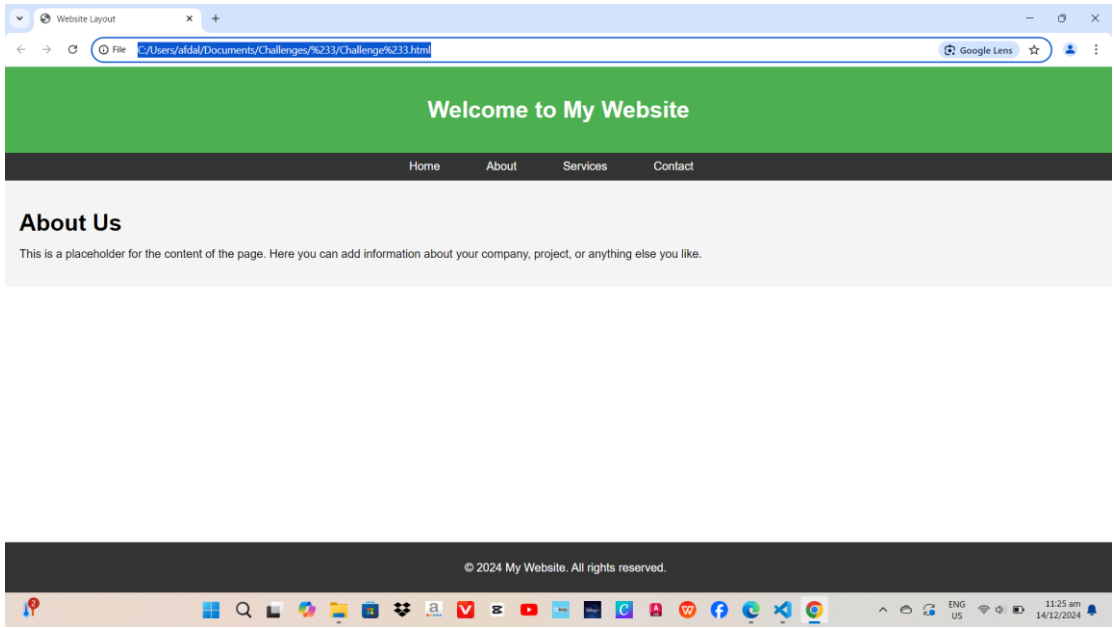 Website Layout
File C:/Users/afdal/Documents/Challenges/%233/Challenge%233.html Google Lens
Welcome to My Website
Home About Services Contact
About Us
This is a placeholder for the content of the page. Here you can add information about your company, project, or anything else you like.
© 2024 My Website. All rights reserved.
2
a
ENG 11:25 am
US 14/12/2024